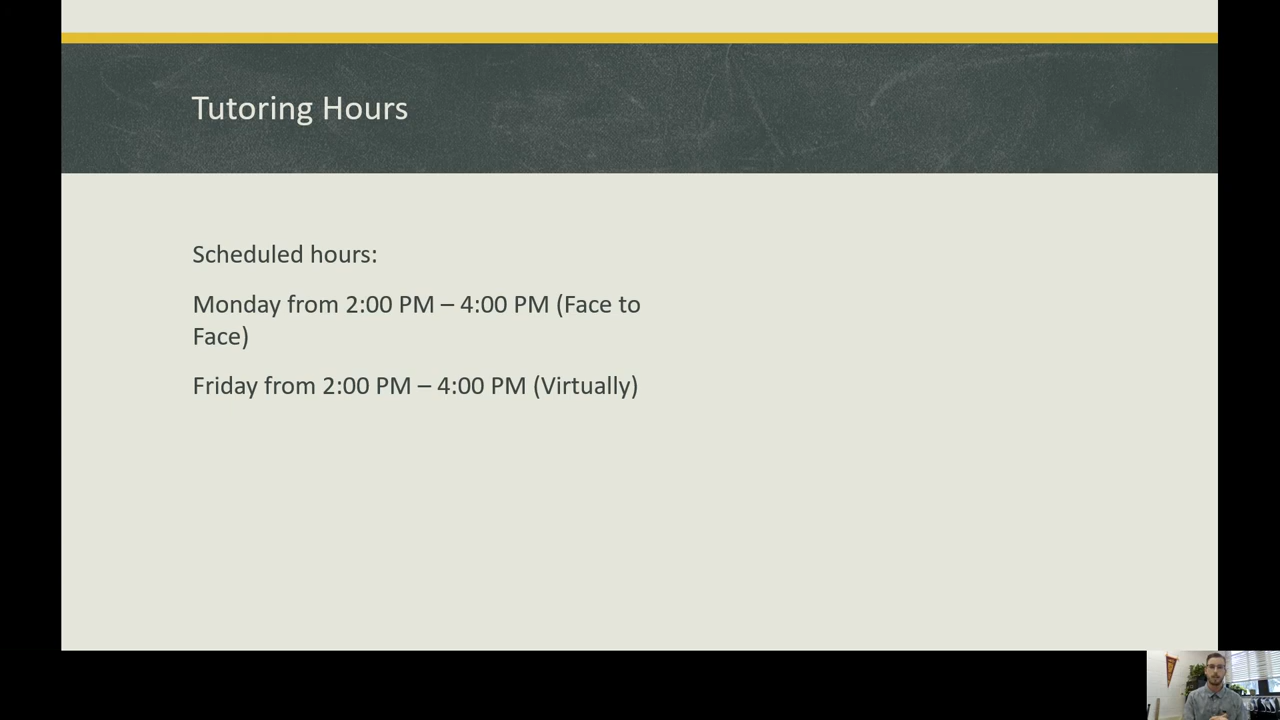 Tutoring Hours
Scheduled hours:
Monday from 2:00 PM – 4:00 PM (Face to
Face)
Friday from 2:00 PM – 4:00 PM (Virtually)